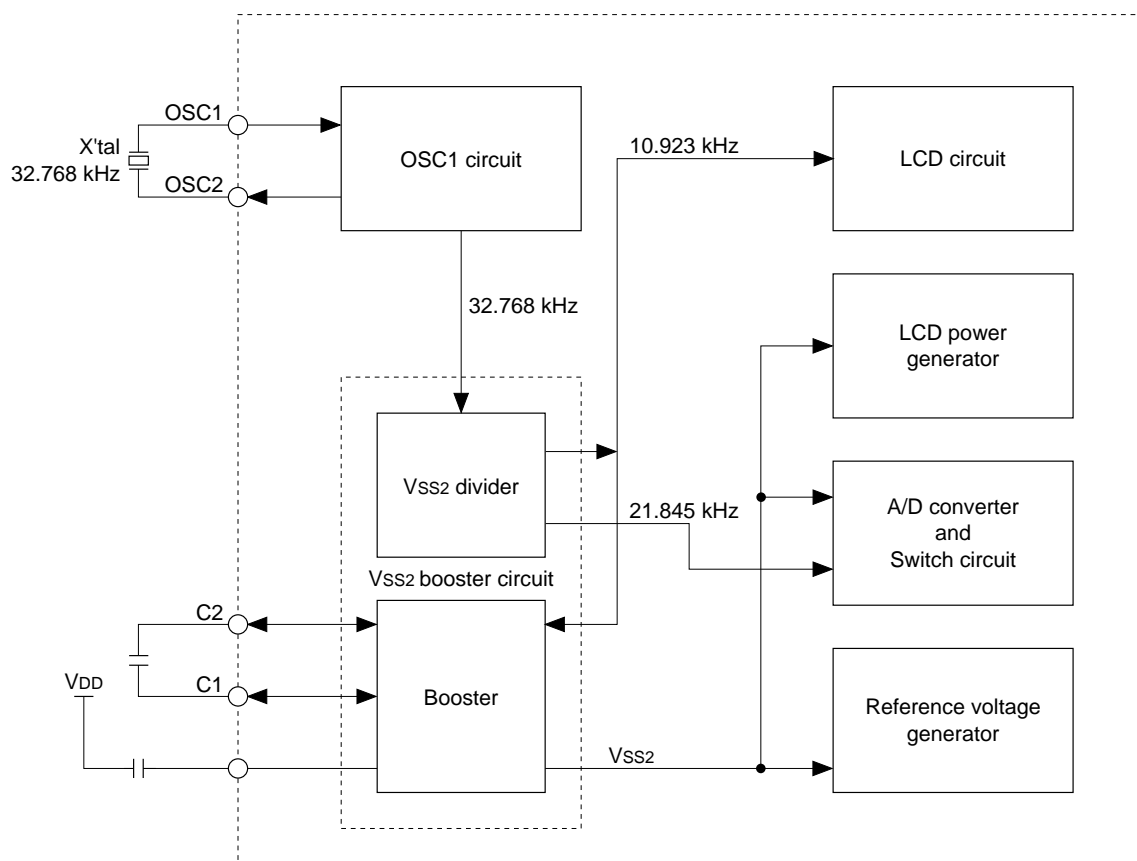 OSC1
X'tal
32.768 kHz
OSC2
OSC1 circuit
10.923 kHz
LCD circuit
32.768 kHz
LCD power
generator
VSS2 divider
21.845 kHz
A/D converter
and
Switch circuit
VSS2 booster circuit
C2
C1
VDD
Booster
VSS2
Reference voltage
generator